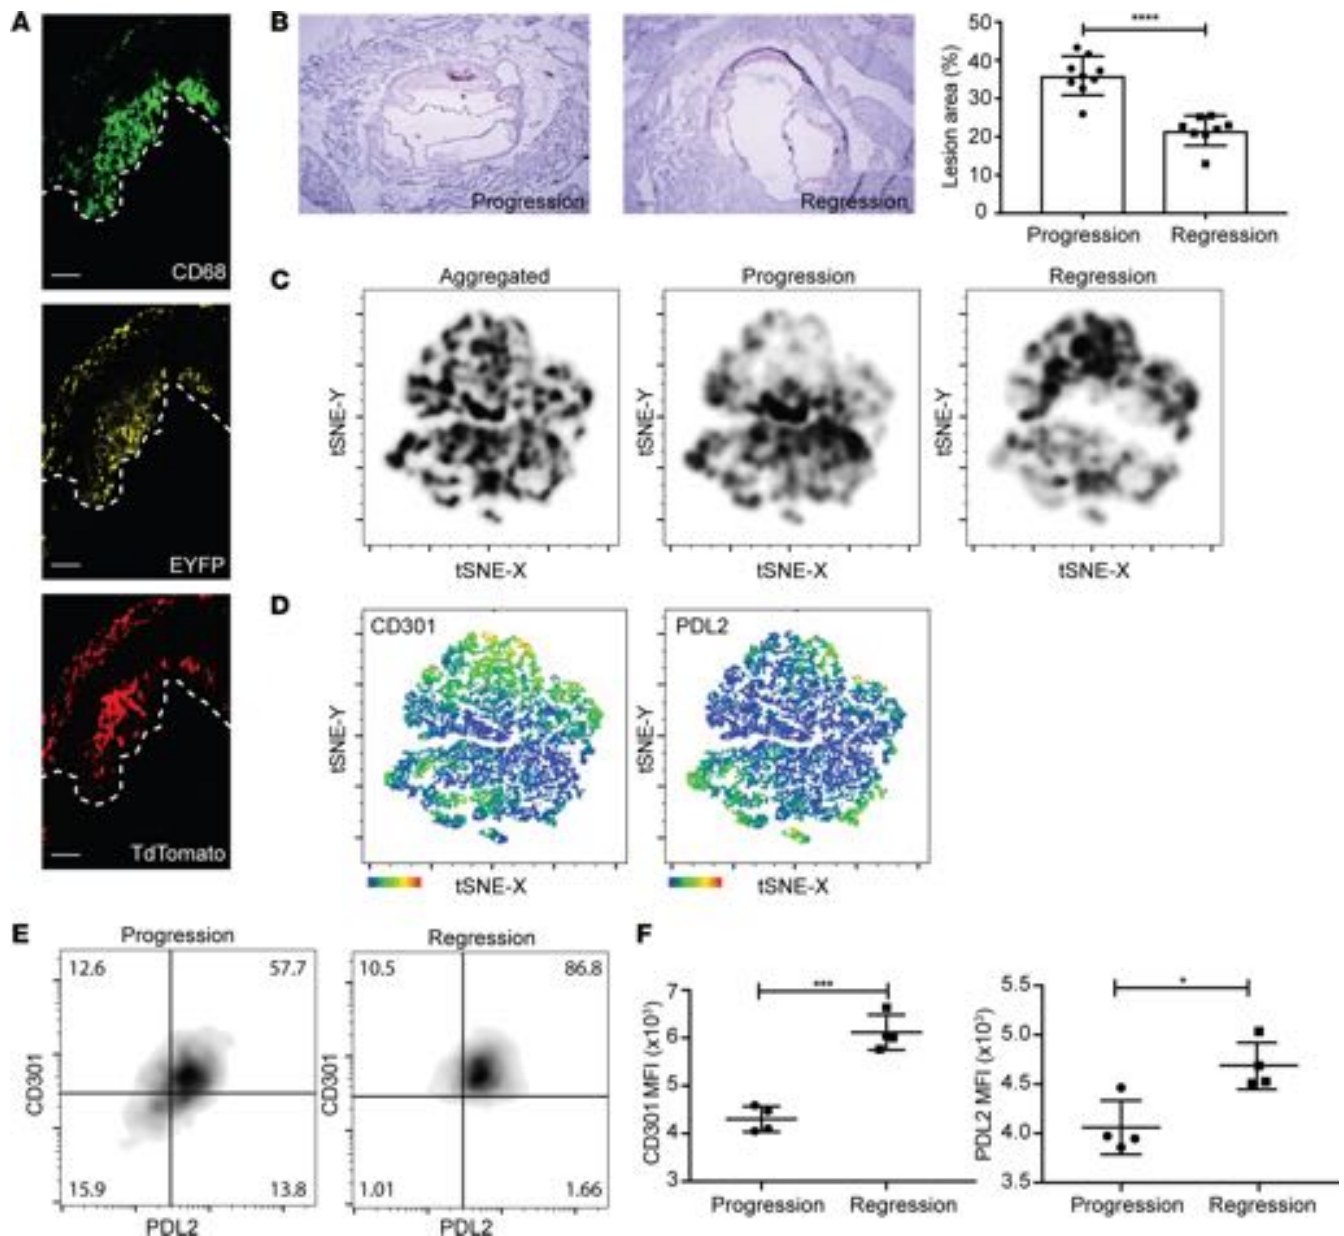 A
CD68
EYFP
TdTomato
B
Progression
Regression
Lesion area (%)
50
40
30
20
10
0
****
Progression Regression
C
Aggregated Progression Regression
tSNE-Y tSNE-Y tSNE-Y
tSNE-X tSNE-X tSNE-X
D
CD301 PDL2
tSNE-Y tSNE-Y
tSNE-X tSNE-X
E
Progression Regression
12.6 57.7 10.5 86.8
CD301 CD301
15.9 13.8 1.01 1.66
PDL2 PDL2
F
CD301 MFI (x10³)
7
6
5
4
3
***
Progression Regression
PDL2 MFI (x10³)
5.5
5.0
4.5
4.0
3.5
*
Progression Regression